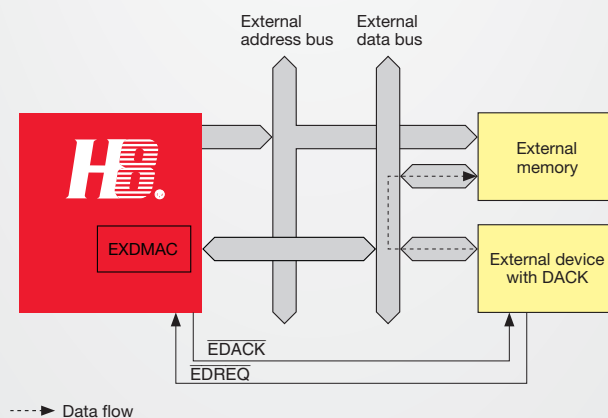 External
address bus
External
data bus
H8®
External
memory
EXDMAC
External device
with DACK
EDACK
EDREQ
Data flow